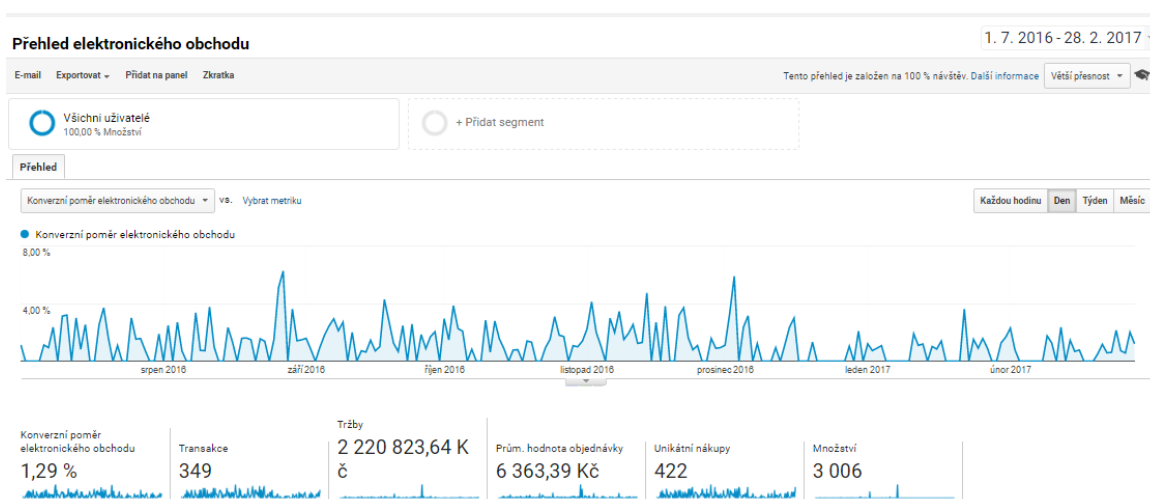 Přehled elektronického obchodu
1. 7. 2016 - 28. 2. 2017
E-mail Exportovat Přidat na panel Zkratka
Tento přehled je založen na 100 % návštěv. Další informace Větší přesnost
Všichni uživatelé
100,00 % Množství
+ Přidat segment
Přehled
Konverzní poměr elektronického obchodu vs. Vybrat metriku
Každou hodinu Den Týden Měsíc
Konverzní poměr elektronického obchodu
8,00 %
4,00 %
srpen 2016 září 2016 říjen 2016 listopad 2016 prosinec 2016 leden 2017 únor 2017
Konverzní poměr
elektronického obchodu
1,29 %
Transakce
349
Tržby
2 220 823,64 K
č
Prům. hodnota objednávky
6 363,39 Kč
Unikátní nákupy
422
Množství
3 006